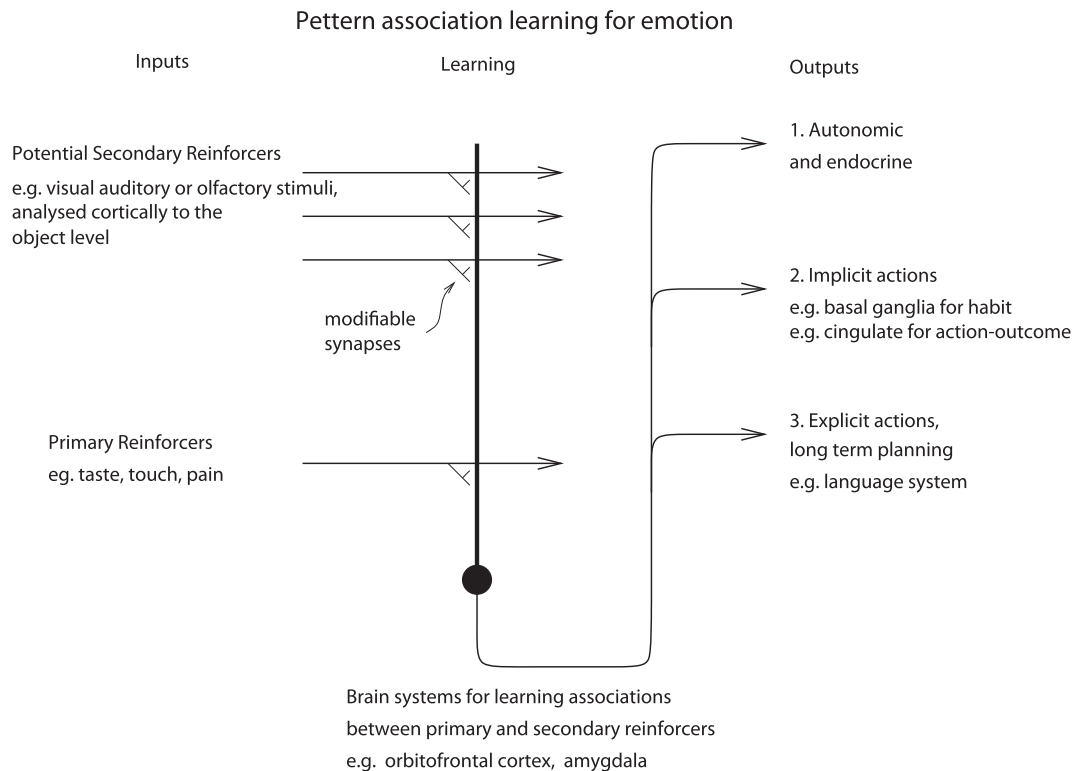 Pettern association learning for emotion
Inputs
Learning
Outputs
Potential Secondary Reinforcers
e.g. visual auditory or olfactory stimuli,
analysed cortically to the
object level
modifiable
synapses
Primary Reinforcers
eg. taste, touch, pain
1. Autonomic
and endocrine
2. Implicit actions
e.g. basal ganglia for habit
e.g. cingulate for action-outcome
3. Explicit actions,
long term planning
e.g. language system
Brain systems for learning associations
between primary and secondary reinforcers
e.g. orbitofrontal cortex, amygdala